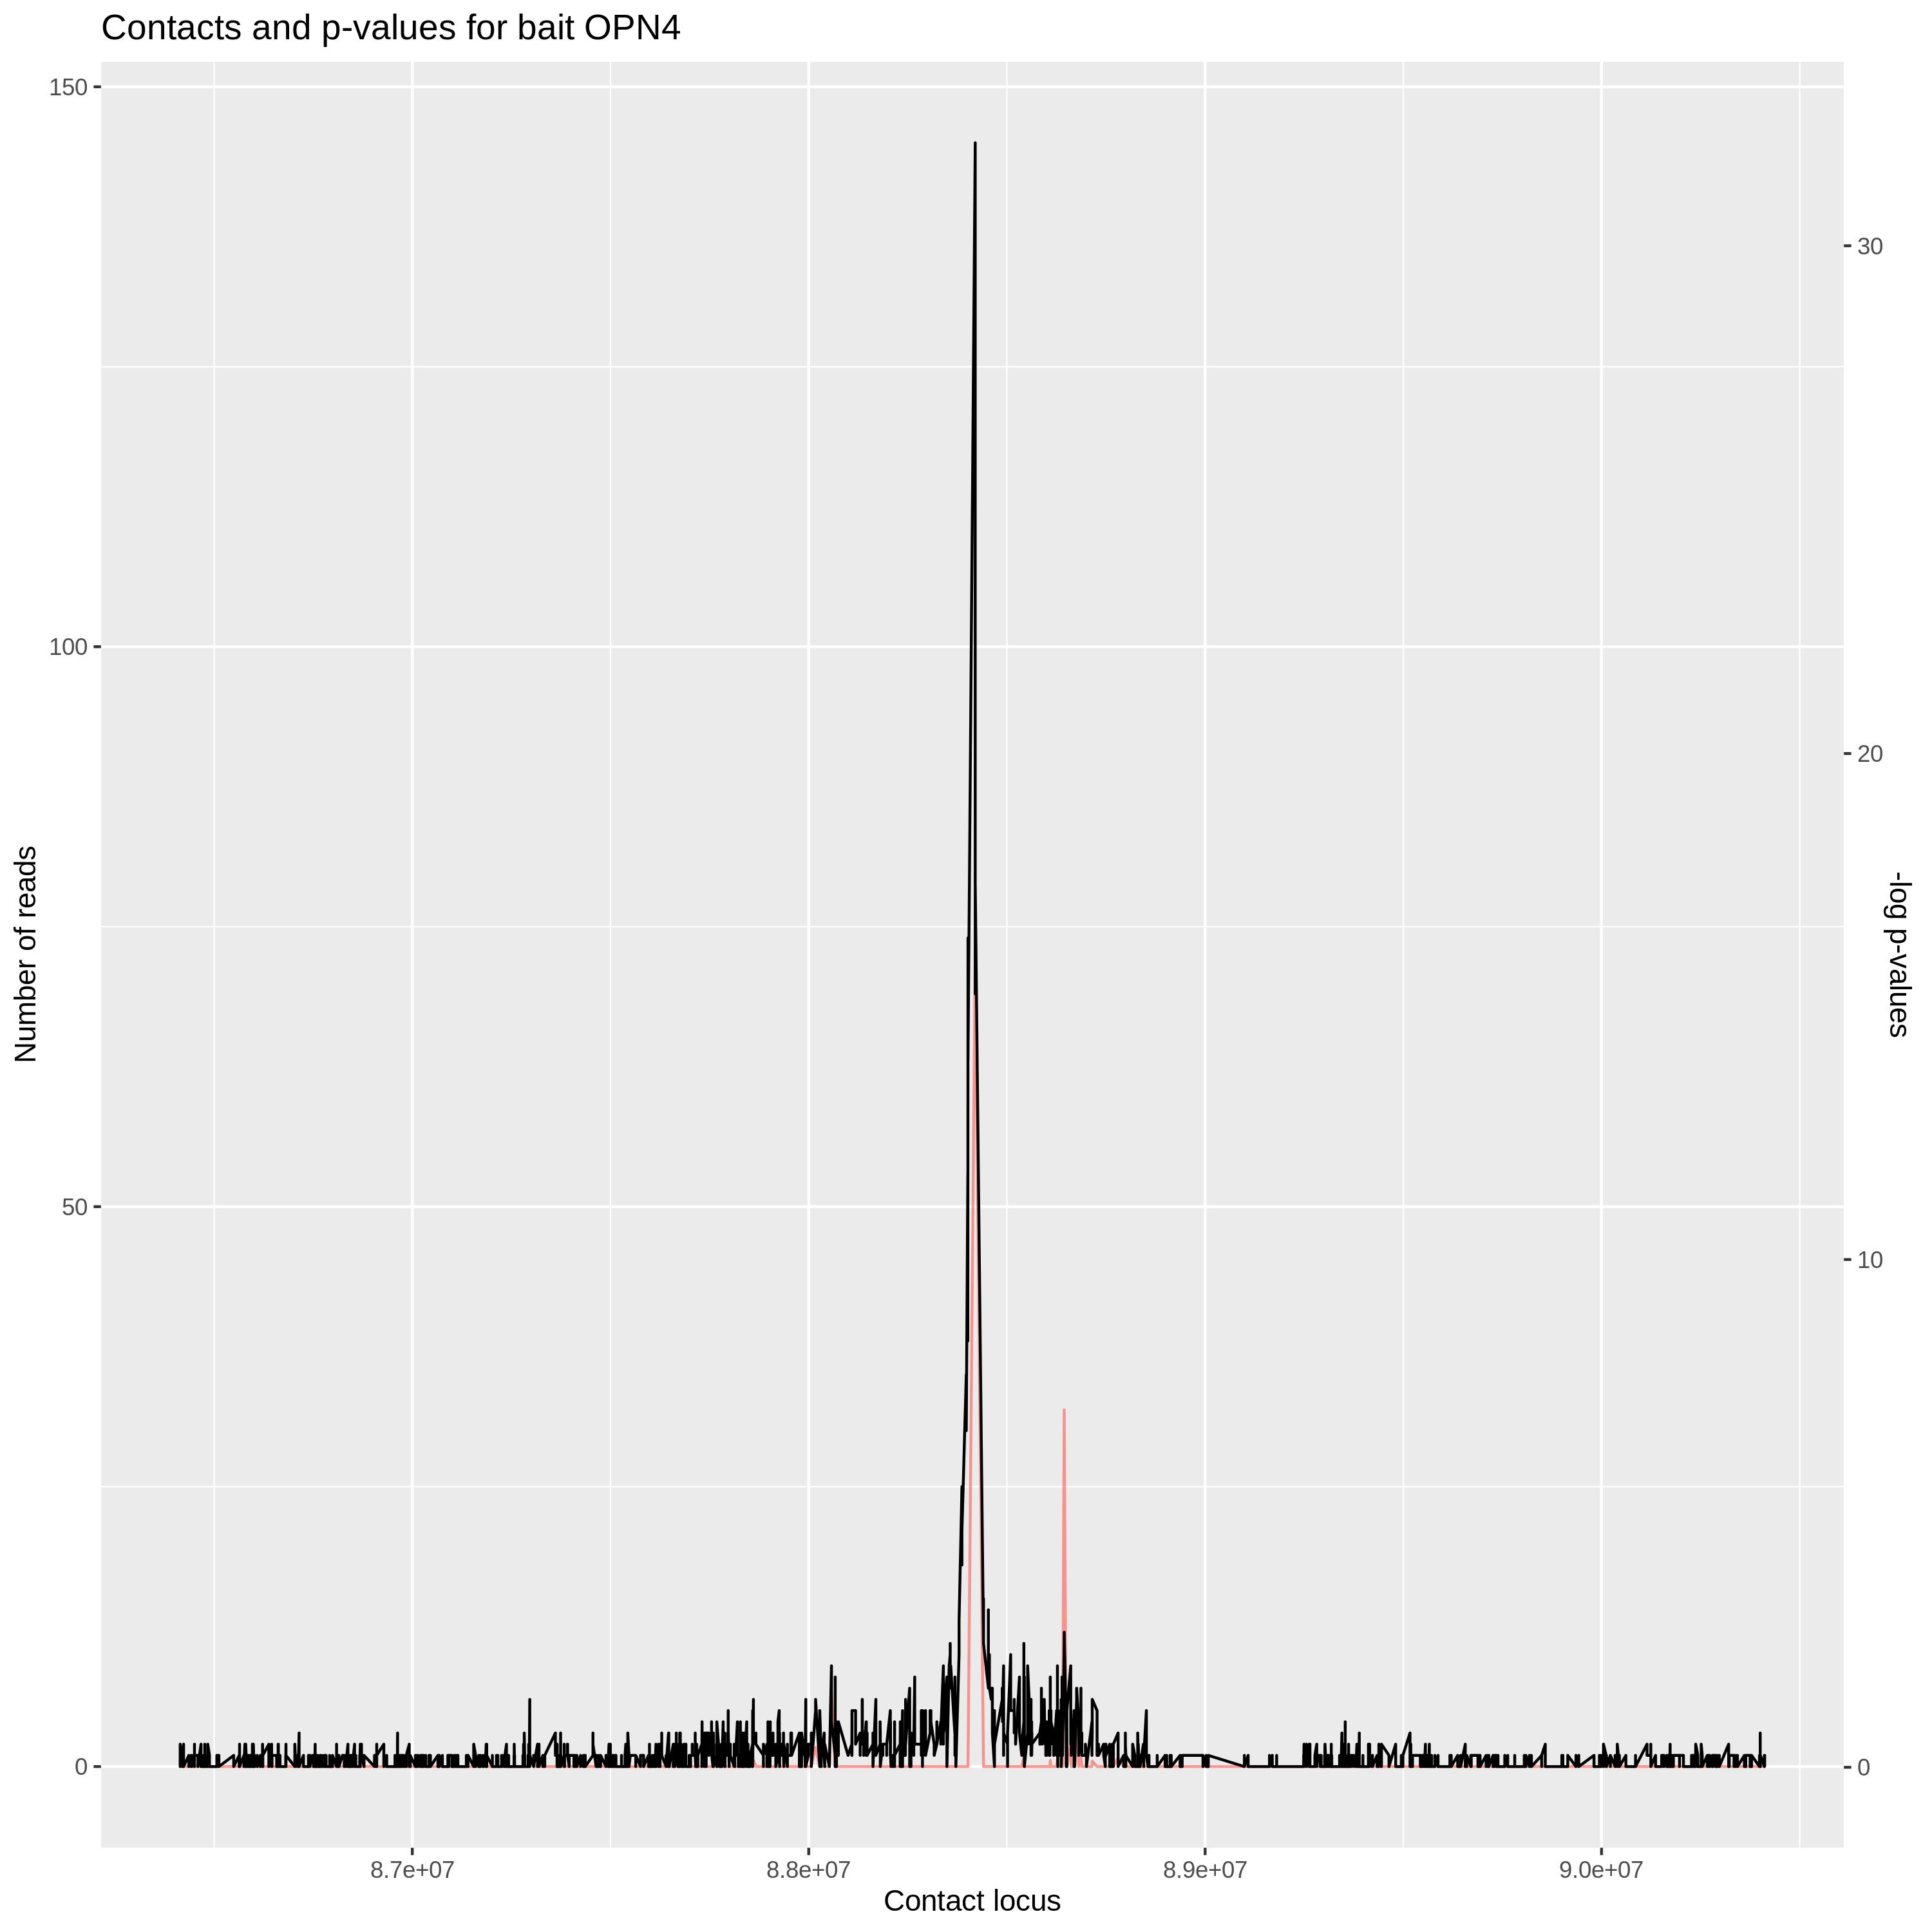 Contacts and p-values for bait OPN4
150
100
50
0
Number of reads
30
20
10
0
-log p-values
8.7e+07
8.8e+07
8.9e+07
9.0e+07
Contact locus